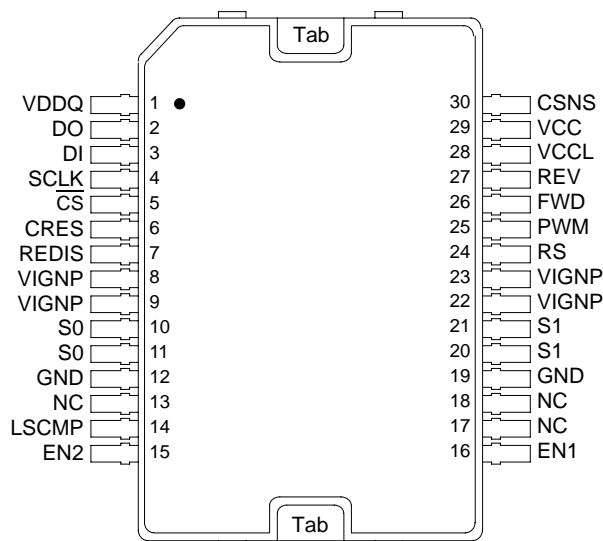 Tab
VDDQ 1 30 CSNS
DO 2 29 VCC
DI 3 28 VCCL
SCLK 4 27 REV
C̅S̅ 5 26 FWD
CRES 6 25 PWM
REDIS 7 24 RS
VIGNP 8 23 VIGNP
VIGNP 9 22 VIGNP
S0 10 21 S1
S0 11 20 S1
GND 12 19 GND
NC 13 18 NC
LSCMP 14 17 NC
EN2 15 16 EN1
Tab